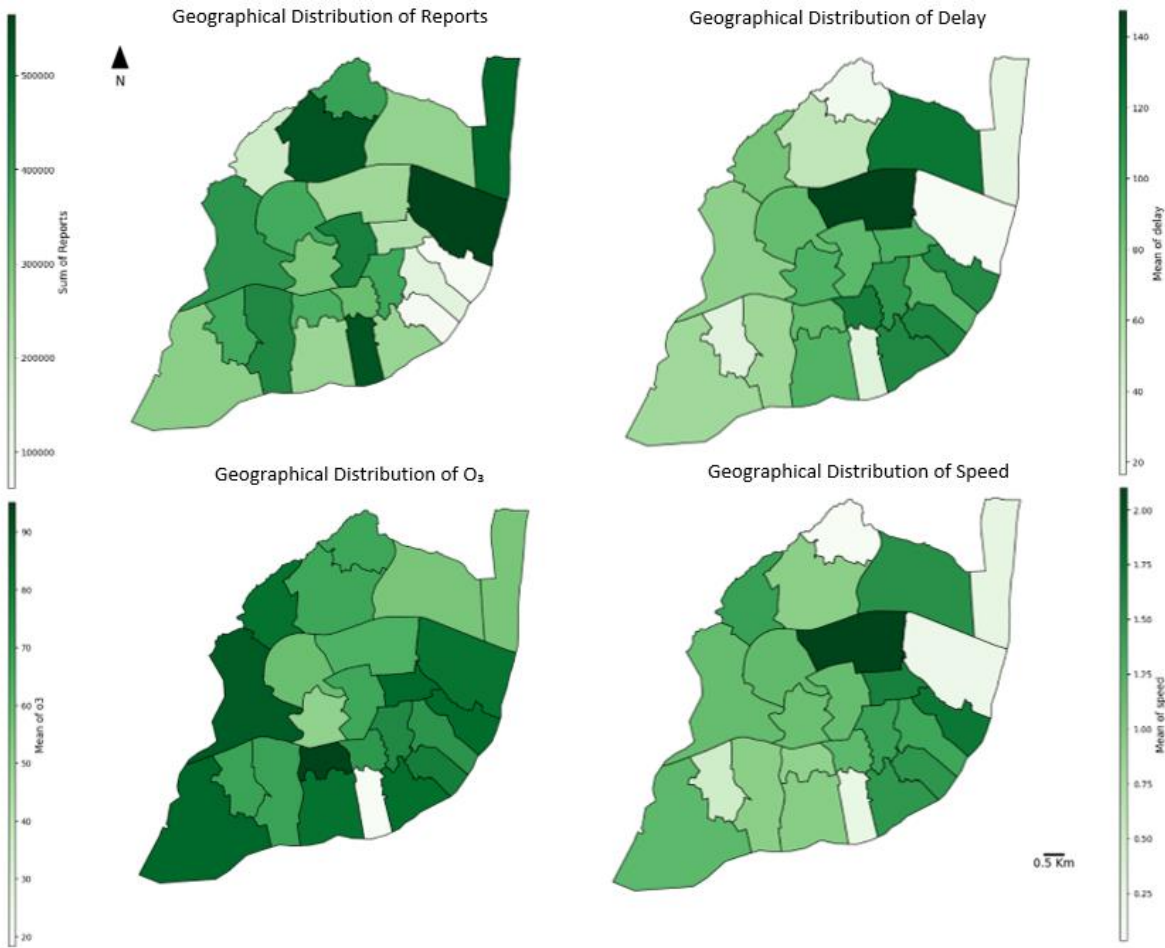 Geographical Distribution of Reports
Geographical Distribution of Delay
N
500000
400000
300000
200000
100000
Sum of Reports
140
120
100
80
60
40
20
Mean of delay
Geographical Distribution of O₃
Geographical Distribution of Speed
90
80
70
60
50
40
30
20
Mean of o3
2.00
1.75
1.50
1.25
1.00
0.75
0.50
0.25
Mean of speed
0.5 Km